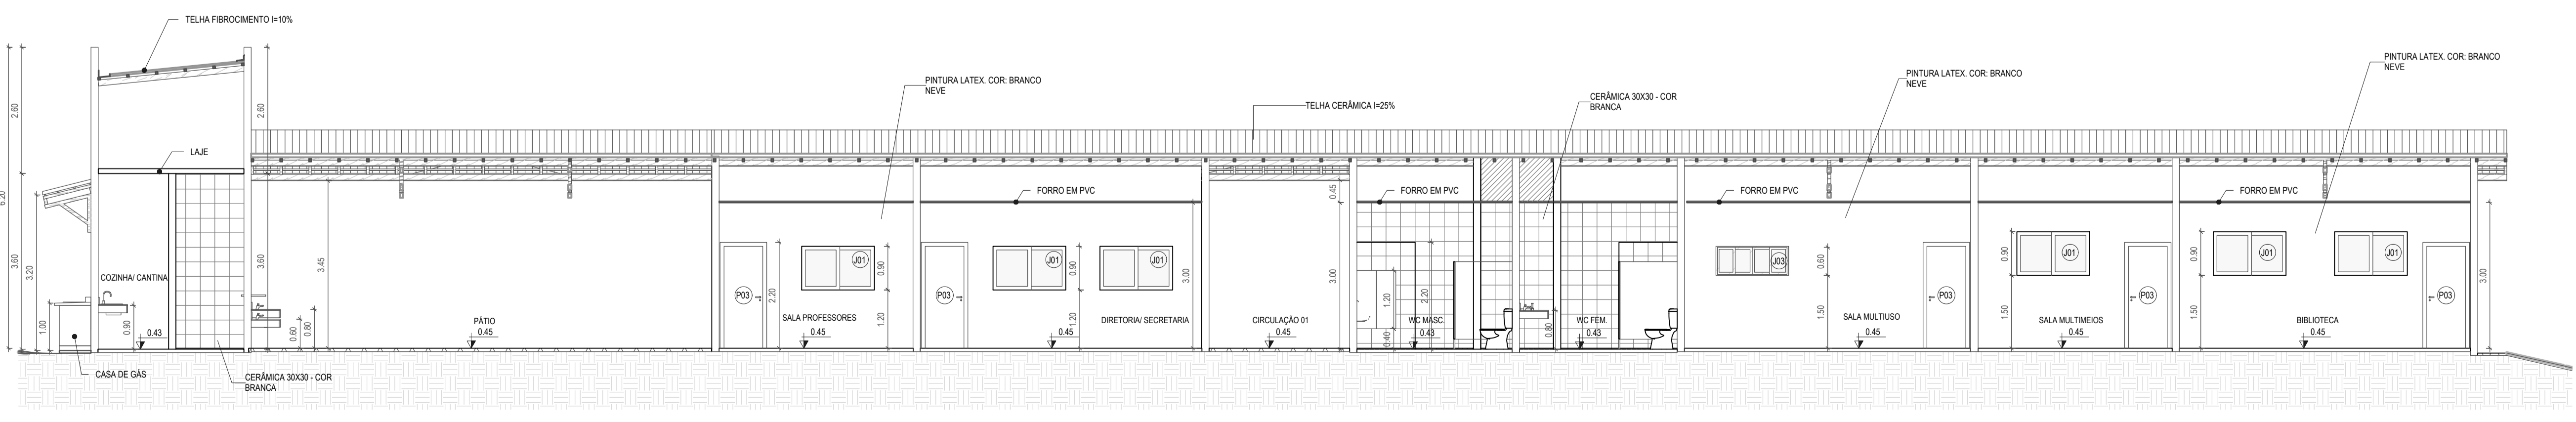 TELHA FIBROCIMENTO I=10%
PINTURA LATEX. COR: BRANCO
NEVE
TELHA CERÂMICA I=25%
CERÂMICA 30X30 - COR
BRANCA
PINTURA LATEX. COR: BRANCO
NEVE
PINTURA LATEX. COR: BRANCO
NEVE
LAJE
FORRO EM PVC
FORRO EM PVC
FORRO EM PVC
FORRO EM PVC
6.20
2.60
3.60
3.20
1.00
COZINHA/ CANTINA
0.90
0.43
2.60
3.60
0.60
0.80
3.45
PÁTIO
0.45
P03
2.20
SALA PROFESSORES
0.45
J01
0.90
1.20
P03
0.45
J01
0.90
1.20
J01
DIRETORIA/ SECRETARIA
3.00
CIRCULAÇÃO 01
0.45
0.45
3.00
1.20
0.40
2.20
WC MASC.
0.43
0.80
WC FEM.
0.43
J03
0.60
1.50
SALA MULTIUSO
0.45
P03
0.90
1.50
J01
SALA MULTIMEIOS
0.45
P03
0.90
1.50
J01
J01
BIBLIOTECA
0.45
P03
3.00
CASA DE GÁS
CERÂMICA 30X30 - COR
BRANCA